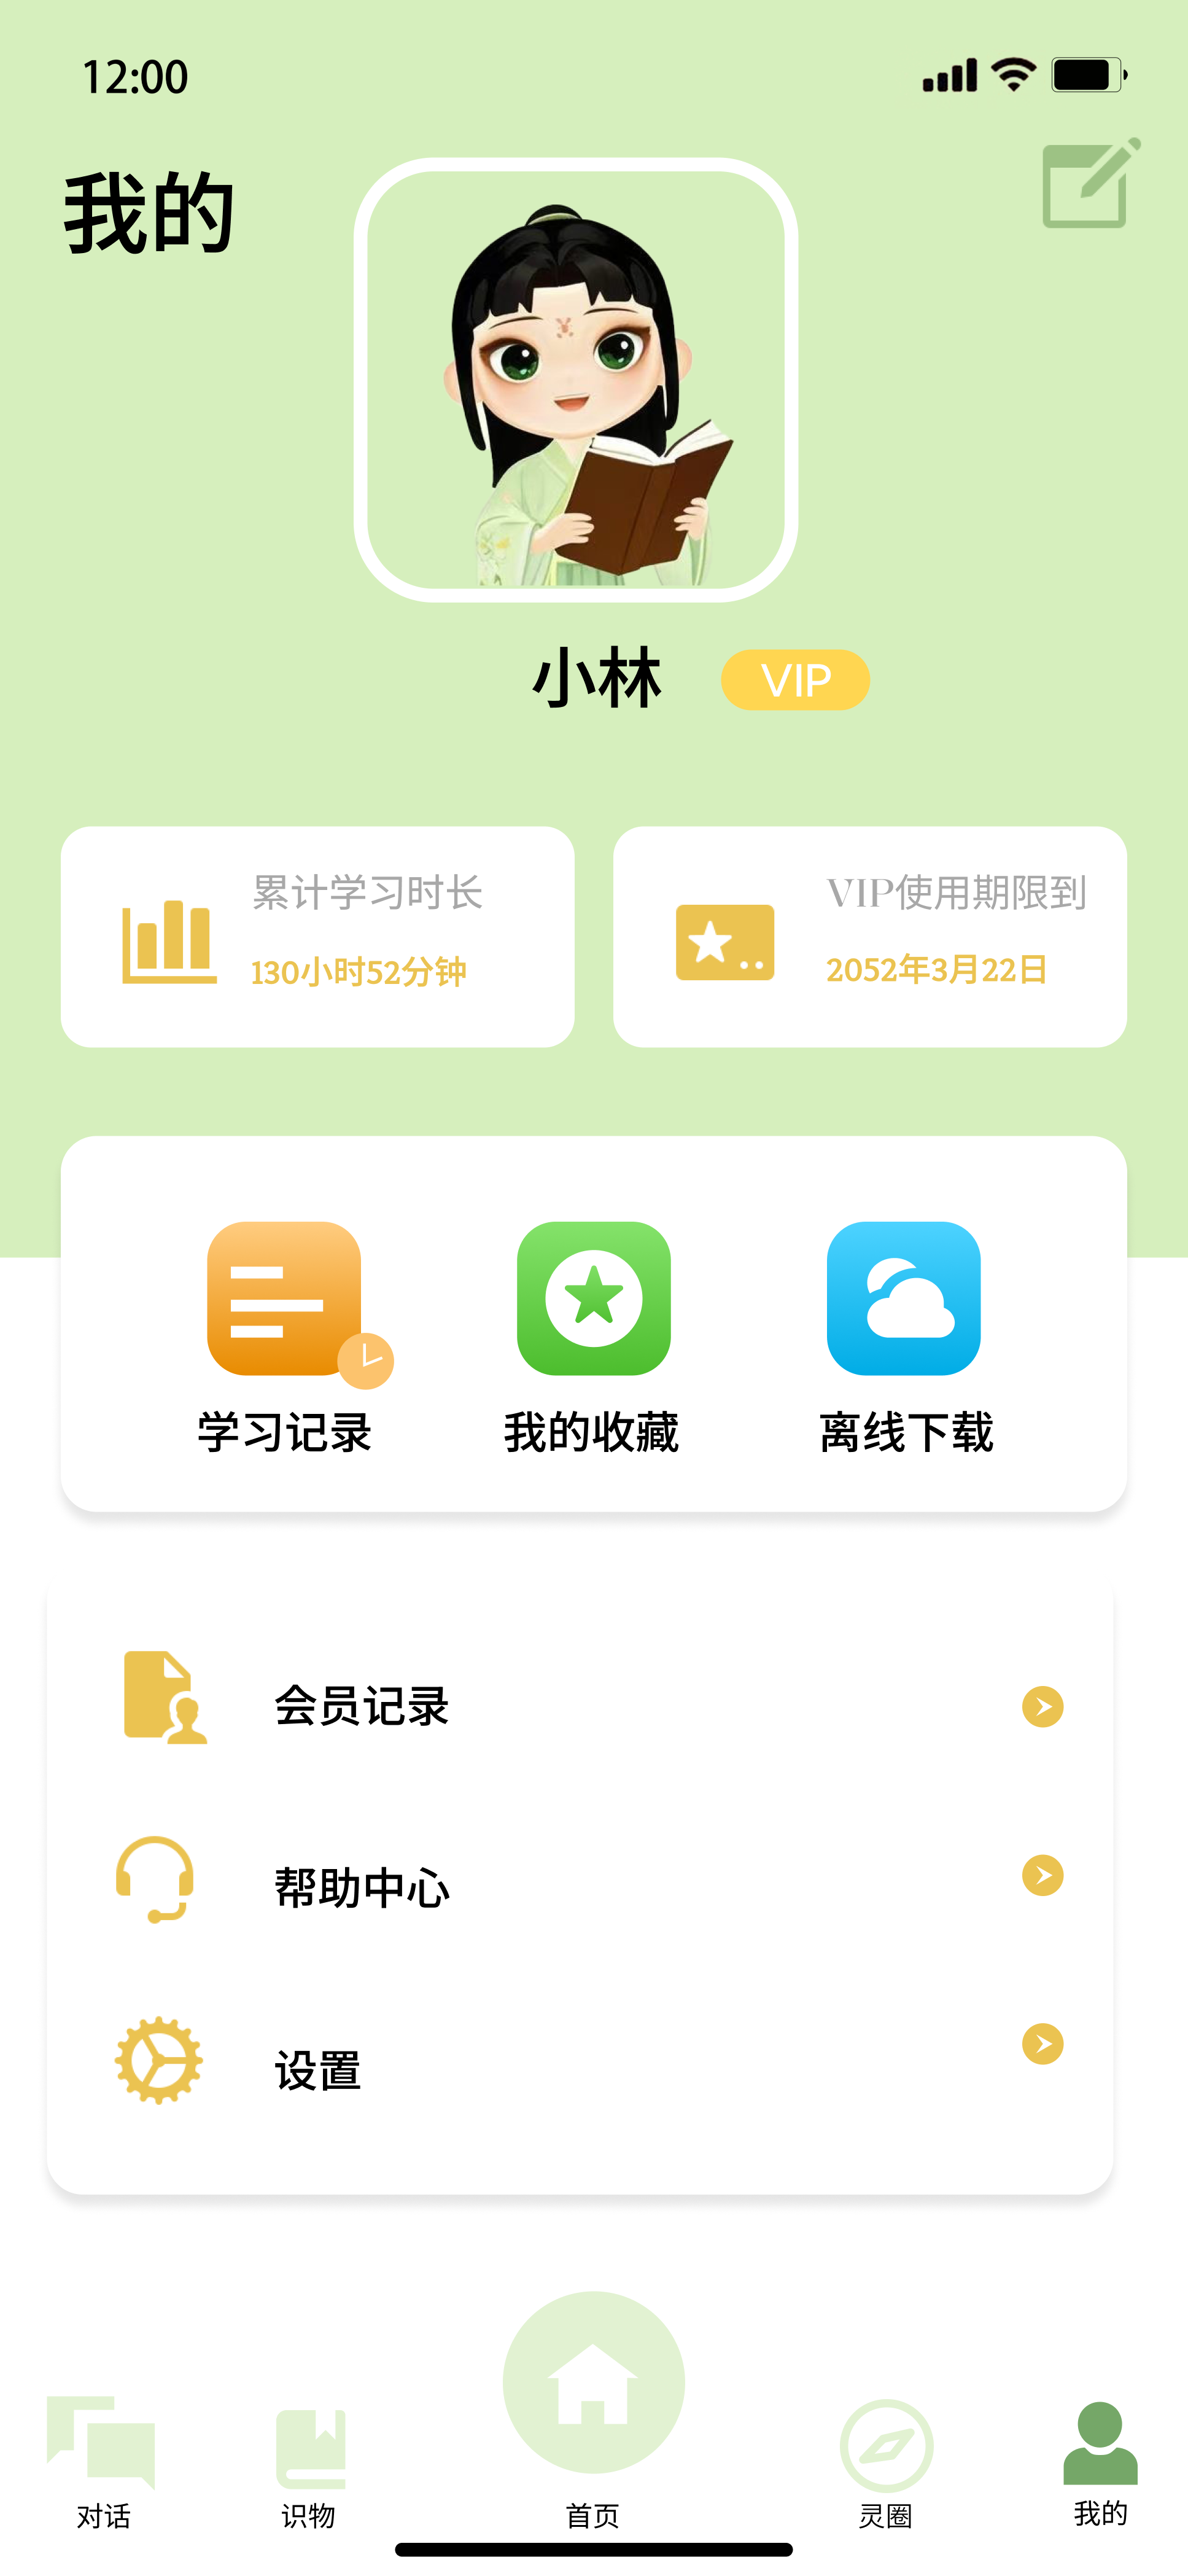 12:00
我的
小林
VIP
累计学习时长
130小时52分钟
VIP使用期限到
2052年3月22日
学习记录
我的收藏
离线下载
会员记录
帮助中心
设置
对话
识物
首页
灵圈
我的